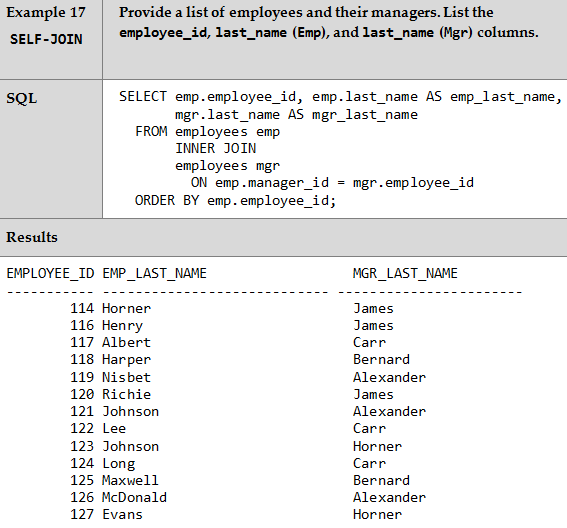 Example 17 Provide a list of employees and their managers. List the
SELF-JOIN employee_id, last_name (Emp), and last_name (Mgr) columns.
SQL SELECT emp.employee_id, emp.last_name AS emp_last_name,
mgr.last_name AS mgr_last_name
FROM employees emp
INNER JOIN
employees mgr
ON emp.manager_id = mgr.employee_id
ORDER BY emp.employee_id;
Results
EMPLOYEE_ID EMP_LAST_NAME MGR_LAST_NAME
----------- ---------------------------- -----------------------
114 Horner James
116 Henry James
117 Albert Carr
118 Harper Bernard
119 Nisbet Alexander
120 Richie James
121 Johnson Alexander
122 Lee Carr
123 Johnson Horner
124 Long Carr
125 Maxwell Bernard
126 McDonald Alexander
127 Evans Horner